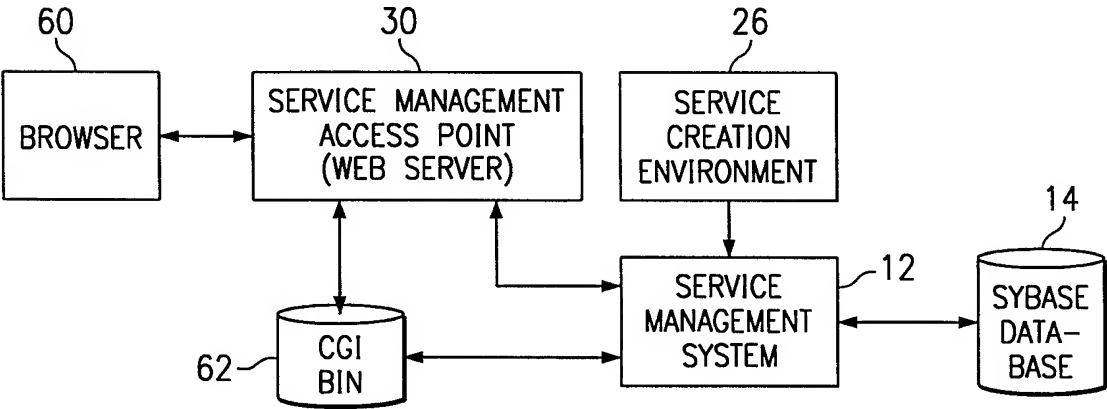 60
30
26
BROWSER
SERVICE MANAGEMENT
ACCESS POINT
(WEB SERVER)
SERVICE
CREATION
ENVIRONMENT
14
12
SERVICE
MANAGEMENT
SYSTEM
SYBASE
DATA-
BASE
62
CGI
BIN